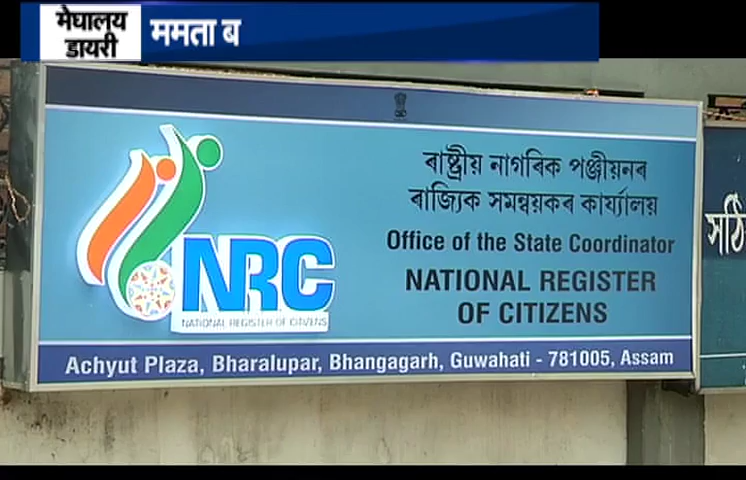 मेघालय
डायरी
ममता ब
ৰাষ্ট্ৰীয় নাগৰিক পঞ্জীয়নৰ
ৰাজ্যিক সমন্বয়কৰ কাৰ্য্যালয়
Office of the State Coordinator
NATIONAL REGISTER
OF CITIZENS
NRC
NATIONAL REGISTER OF CITIZENS
Achyut Plaza, Bharalupar, Bhangagarh, Guwahati - 781005, Assam
সঠি